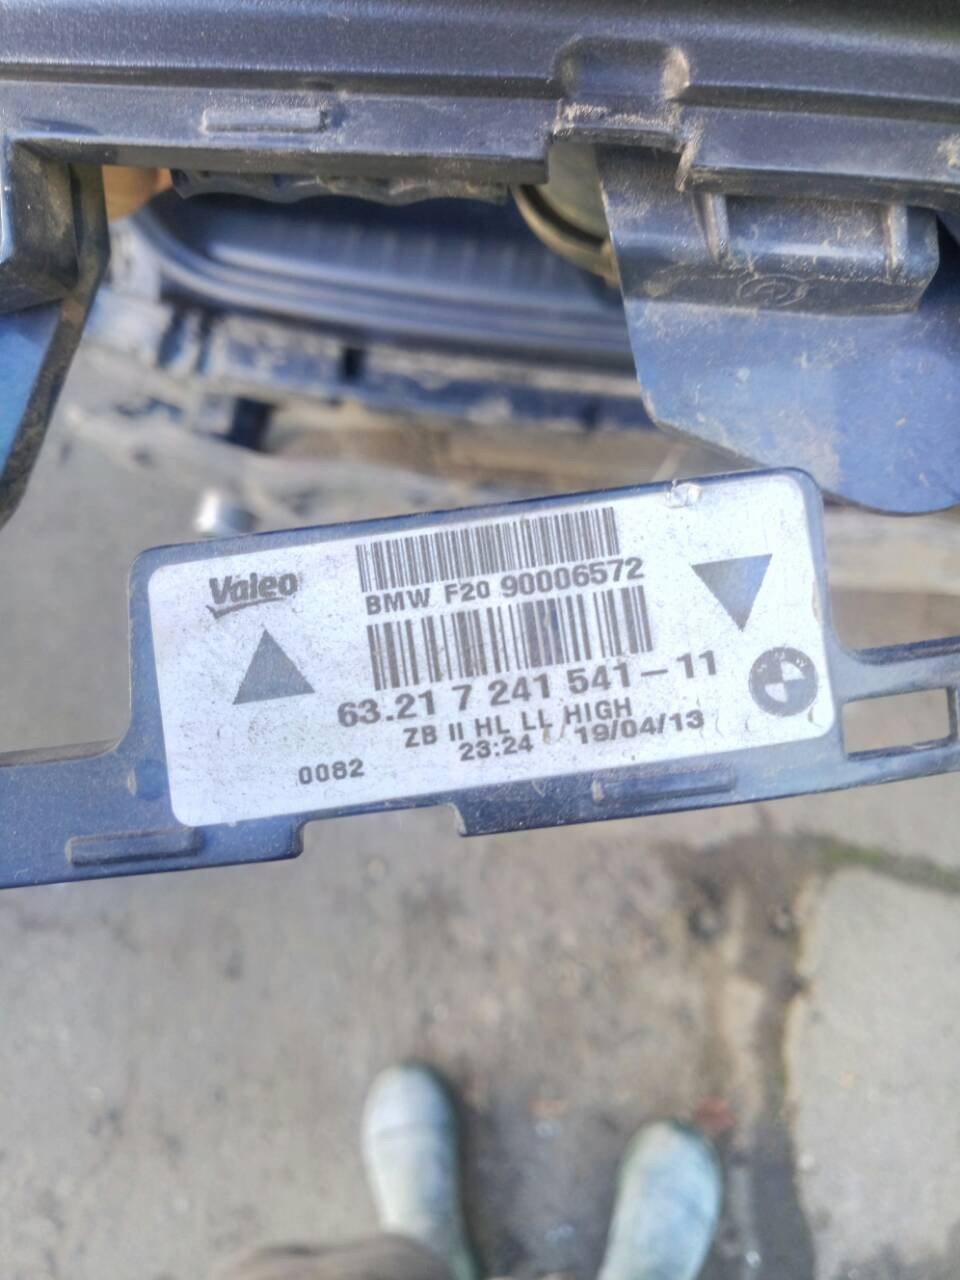 Valeo
BMW F20 90006572
63.21 7 241 541-11
ZB II HL LL HIGH
23:24 19/04/13
0082